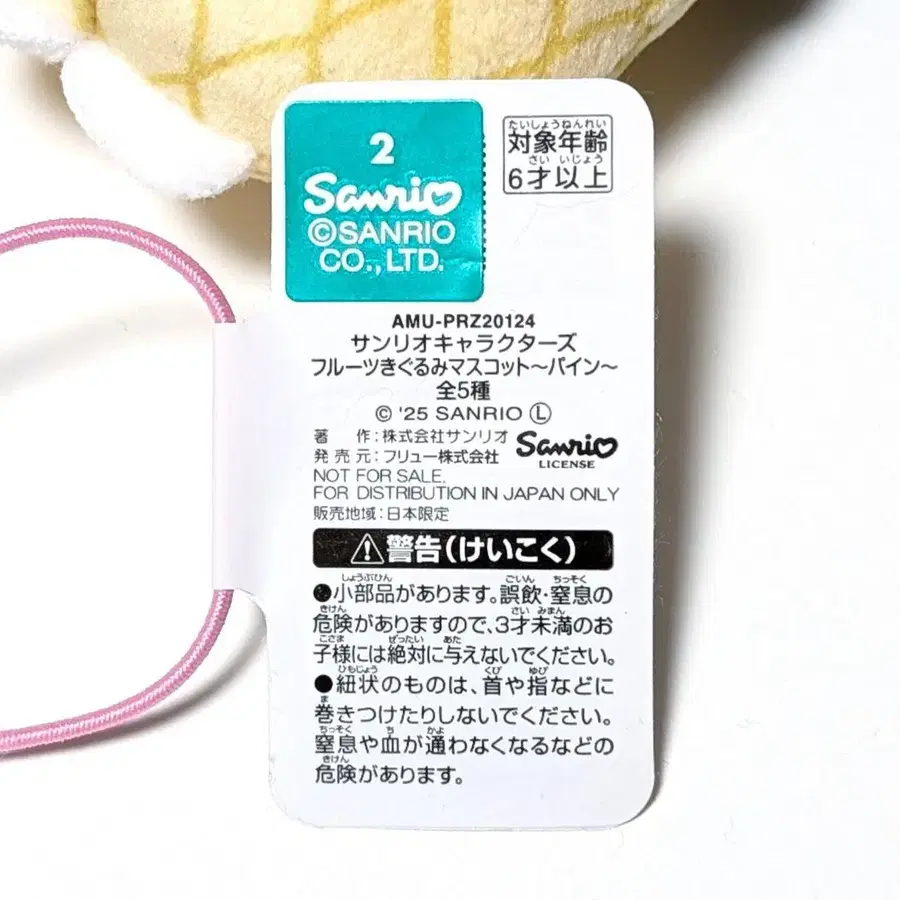 2
Sanrio
©SANRIO
CO., LTD.
たいしょうねんれい
対象年齢
さい いじょう
6才以上
AMU-PRZ20124
サンリオキャラクターズ
フルーツきぐるみマスコット〜パイン〜
全5種
© '25 SANRIO Ⓛ
著 作:株式会社サンリオ
発 売 元:フリュー株式会社
Sanrio
LICENSE
NOT FOR SALE,
FOR DISTRIBUTION IN JAPAN ONLY
販売地域:日本限定
⚠警告(けいこく)
しょうぶひん ごいん ちっそく
●小部品があります。誤飲・窒息の
きけん さい みまん
危険がありますので、3才未満のお
こさま ぜったい あた
子様には絶対に与えないでください。
ひもじょう くび ゆび
●紐状のものは、首や指などに
ま
巻きつけたりしないでください。
ちっそく ち かよ
窒息や血が通わなくなるなどの
きけん
危険があります。